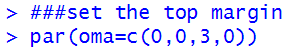 > ###set the top margin
> par(oma=c(0,0,3,0))